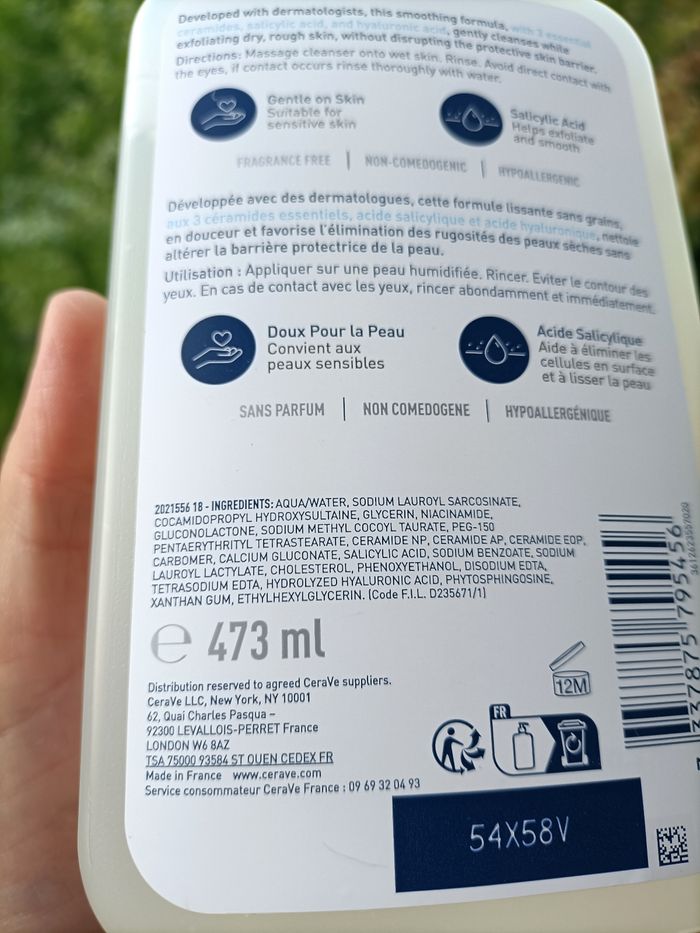 Developed with dermatologists, this smoothing formula, with 3 essential
ceramides, salicylic acid, and hyaluronic acid, gently cleanses while
exfoliating dry, rough skin, without disrupting the protective skin barrier.
Directions: Massage cleanser onto wet skin. Rinse. Avoid direct contact with
the eyes, if contact occurs rinse thoroughly with water.
Gentle on Skin
Suitable for
sensitive skin
Salicylic Acid
Helps exfoliate
and smooth
FRAGRANCE FREE | NON-COMEDOGENIC | HYPOALLERGENIC
Développée avec des dermatologues, cette formule lissante sans grains,
aux 3 céramides essentiels, acide salicylique et acide hyaluronique, nettoie
en douceur et favorise l'élimination des rugosités des peaux sèches sans
altérer la barrière protectrice de la peau.
Utilisation : Appliquer sur une peau humidifiée. Rincer. Eviter le contour des
yeux. En cas de contact avec les yeux, rincer abondamment et immédiatement.
Doux Pour la Peau
Convient aux
peaux sensibles
Acide Salicylique
Aide à éliminer les
cellules en surface
et à lisser la peau
SANS PARFUM | NON COMEDOGENE | HYPOALLERGÉNIQUE
2021556 18 - INGREDIENTS: AQUA/WATER, SODIUM LAUROYL SARCOSINATE,
COCAMIDOPROPYL HYDROXYSULTAINE, GLYCERIN, NIACINAMIDE,
GLUCONOLACTONE, SODIUM METHYL COCOYL TAURATE, PEG-150
PENTAERYTHRITYL TETRASTEARATE, CERAMIDE NP, CERAMIDE AP, CERAMIDE EOP,
CARBOMER, CALCIUM GLUCONATE, SALICYLIC ACID, SODIUM BENZOATE, SODIUM
LAUROYL LACTYLATE, CHOLESTEROL, PHENOXYETHANOL, DISODIUM EDTA,
TETRASODIUM EDTA, HYDROLYZED HYALURONIC ACID, PHYTOSPHINGOSINE,
XANTHAN GUM, ETHYLHEXYLGLYCERIN. (Code F.I.L. D235671/1)
℮ 473 ml
12M
Distribution reserved to agreed CeraVe suppliers.
CeraVe LLC, New York, NY 10001
62, Quai Charles Pasqua –
92300 LEVALLOIS-PERRET France
LONDON W6 8AZ
TSA 75000 93584 ST OUEN CEDEX FR
Made in France www.cerave.com
Service consommateur CeraVe France : 09 69 32 04 93
FR
54X58V
3 337875 795456